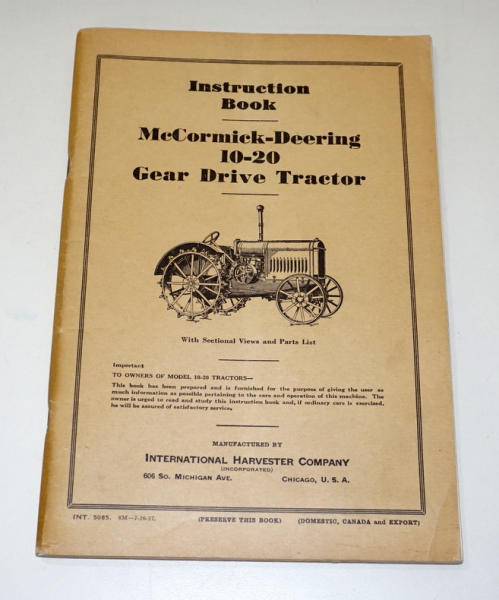 Instruction
Book
McCormick-Deering
10-20
Gear Drive Tractor
With Sectional Views and Parts List
Important
TO OWNERS OF MODEL 10-20 TRACTORS—
This book has been prepared and is furnished for the purpose of giving the user as
much information as possible pertaining to the care and operation of this machine. The
owner is urged to read and study this instruction book and, if ordinary care is exercised,
he will be assured of satisfactory service.
MANUFACTURED BY
INTERNATIONAL HARVESTER COMPANY
(INCORPORATED)
606 SO. MICHIGAN AVE. CHICAGO, U. S. A.
INT. 5085. (PRESERVE THIS BOOK) (DOMESTIC, CANADA and EXPORT)